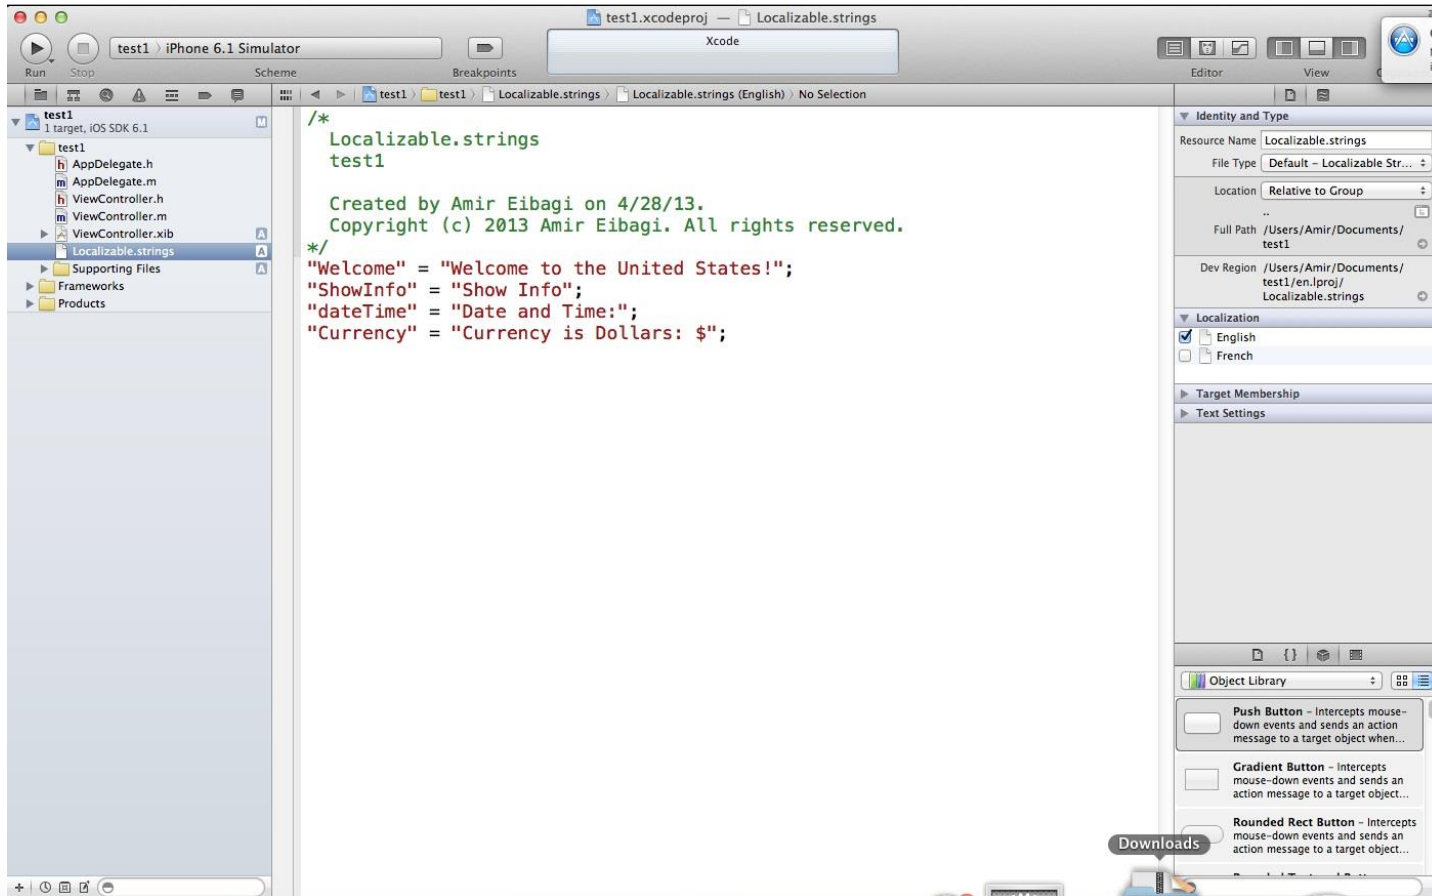 test1.xcodeproj — Localizable.strings
test1 〉 iPhone 6.1 Simulator
Xcode
Run Stop Scheme Breakpoints Editor View
test1 〉 test1 〉 Localizable.strings 〉 Localizable.strings (English) 〉 No Selection
test1
1 target, iOS SDK 6.1
M
test1
h AppDelegate.h
m AppDelegate.m
h ViewController.h
m ViewController.m
ViewController.xib A
Localizable.strings A
Supporting Files A
Frameworks
Products
/*
Localizable.strings
test1
Created by Amir Eibagi on 4/28/13.
Copyright (c) 2013 Amir Eibagi. All rights reserved.
*/
"Welcome" = "Welcome to the United States!";
"ShowInfo" = "Show Info";
"dateTime" = "Date and Time:";
"Currency" = "Currency is Dollars: $";
Identity and Type
Resource Name Localizable.strings
File Type Default – Localizable Str...
Location Relative to Group
..
Full Path /Users/Amir/Documents/
test1
Dev Region /Users/Amir/Documents/
test1/en.lproj/
Localizable.strings
Localization
English
French
Target Membership
Text Settings
{}
Object Library
Push Button – Intercepts mouse-
down events and sends an action
message to a target object when...
Gradient Button – Intercepts
mouse-down events and sends an
action message to a target object...
Rounded Rect Button – Intercepts
mouse-down events and sends an
action message to a target object...
Downloads